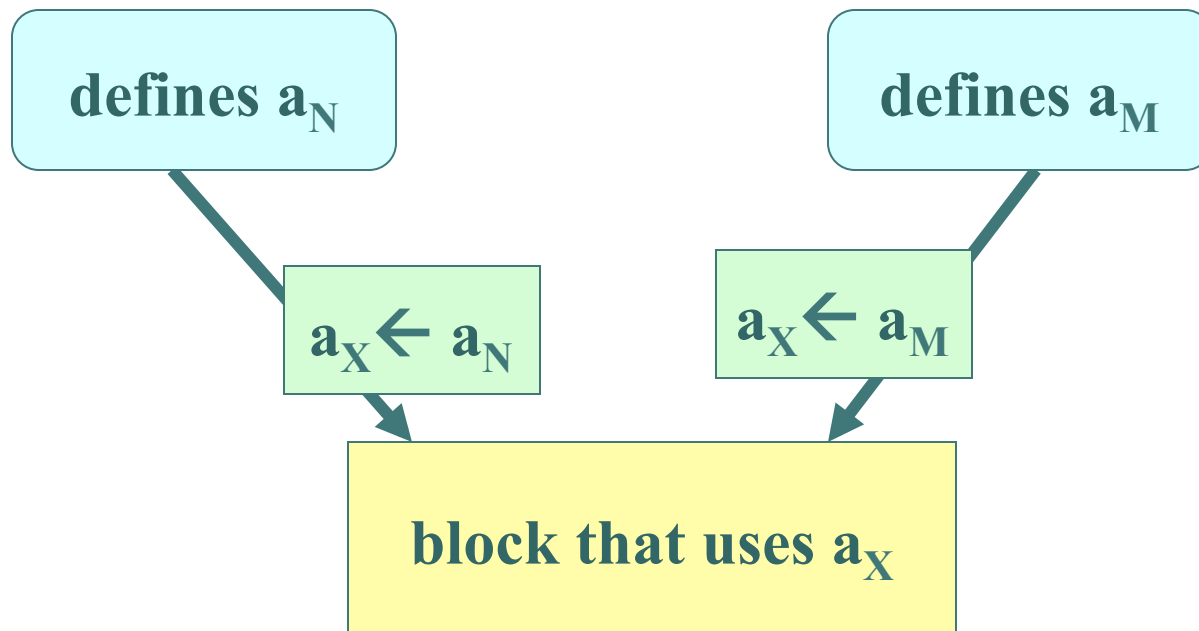 defines aN
defines aM
aX← aN
aX← aM
block that uses aX